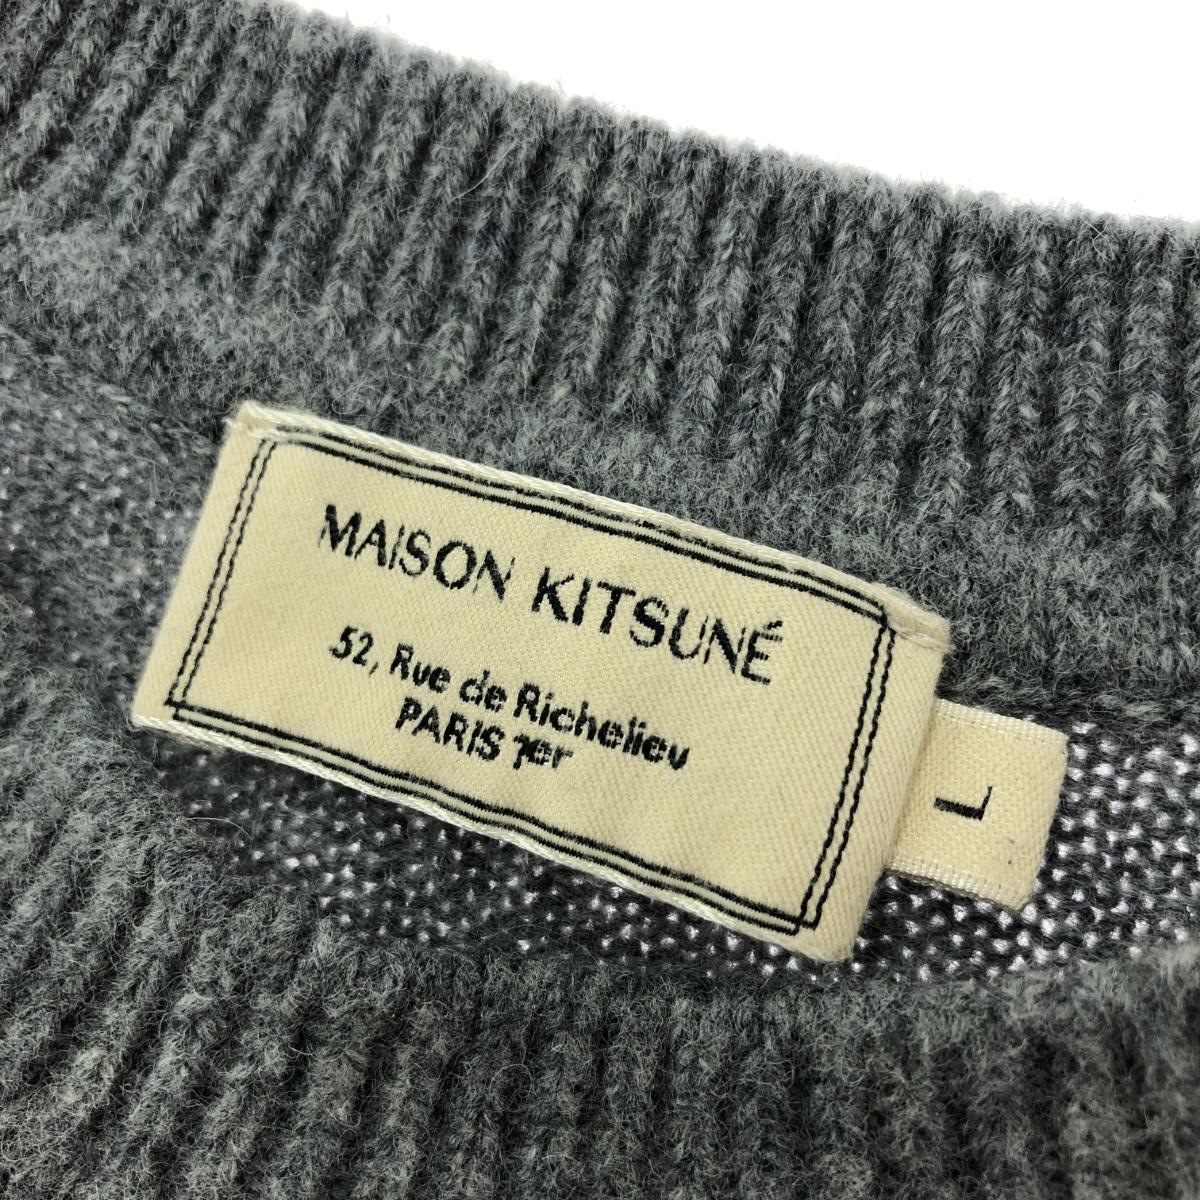 MAISON KITSUNÉ
52, Rue de Richelieu
PARIS 1er
L